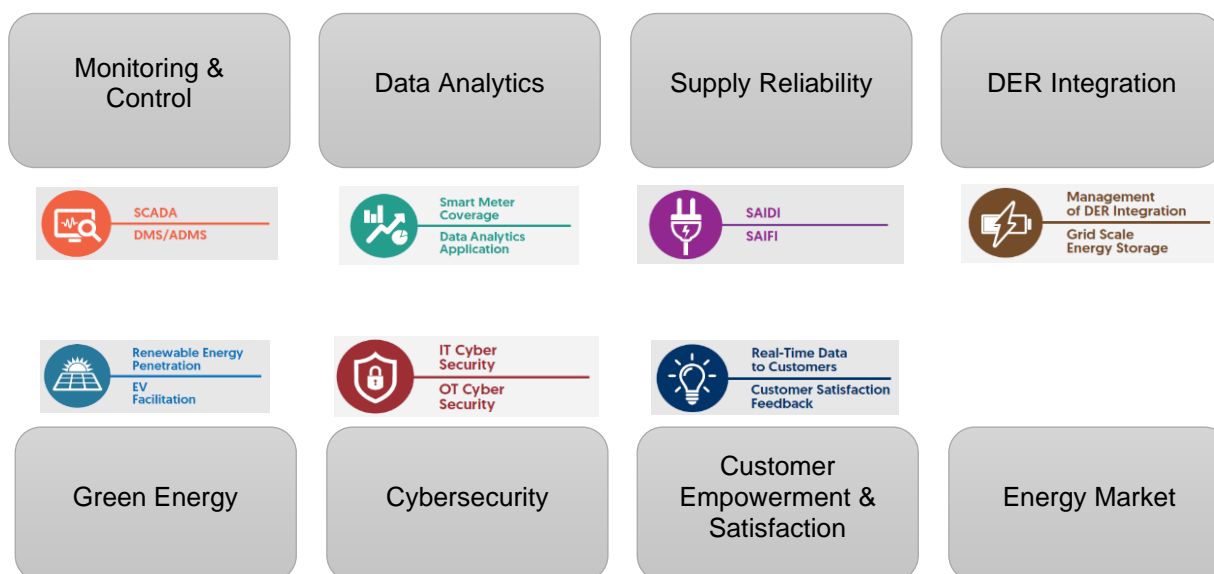 Monitoring &
Control
Data Analytics
Supply Reliability
DER Integration
SCADA
DMS/ADMS
Smart Meter
Coverage
Data Analytics
Application
SAIDI
SAIFI
Management
of DER Integration
Grid Scale
Energy Storage
Renewable Energy
Penetration
EV
Facilitation
IT Cyber
Security
OT Cyber
Security
Real-Time Data
to Customers
Customer Satisfaction
Feedback
Green Energy
Cybersecurity
Customer
Empowerment &
Satisfaction
Energy Market